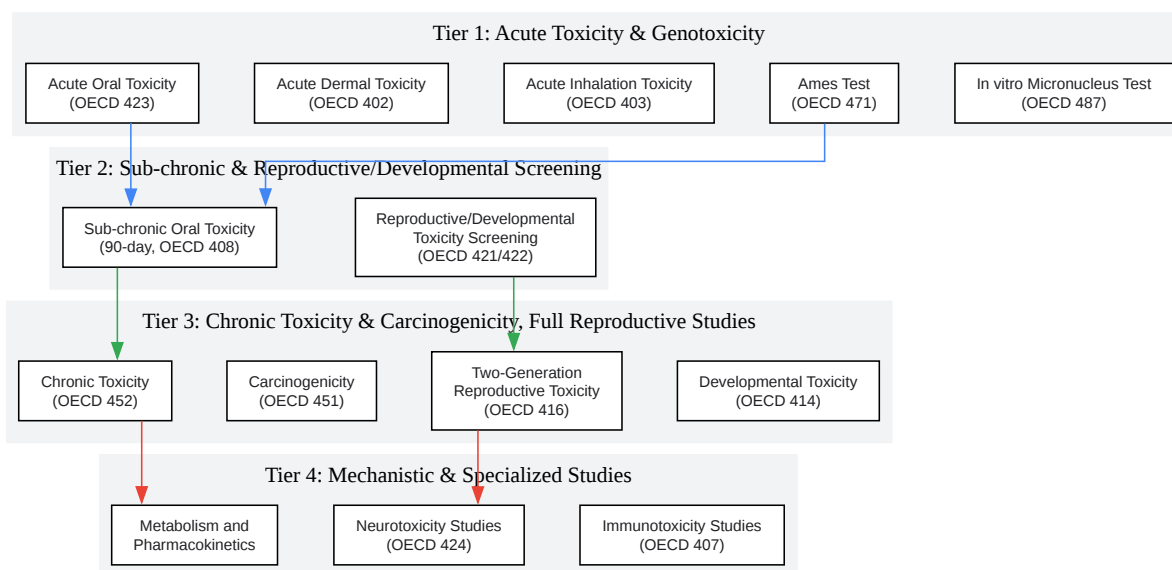 Tier 1: Acute Toxicity & Genotoxicity
Acute Oral Toxicity
(OECD 423)
Acute Dermal Toxicity
(OECD 402)
Acute Inhalation Toxicity
(OECD 403)
Ames Test
(OECD 471)
In vitro Micronucleus Test
(OECD 487)
Tier 2: Sub-chronic & Reproductive/Developmental Screening
Sub-chronic Oral Toxicity
(90-day, OECD 408)
Reproductive/Developmental
Toxicity Screening
(OECD 421/422)
Tier 3: Chronic Toxicity & Carcinogenicity, Full Reproductive Studies
Chronic Toxicity
(OECD 452)
Carcinogenicity
(OECD 451)
Two-Generation
Reproductive Toxicity
(OECD 416)
Developmental Toxicity
(OECD 414)
Tier 4: Mechanistic & Specialized Studies
Metabolism and
Pharmacokinetics
Neurotoxicity Studies
(OECD 424)
Immunotoxicity Studies
(OECD 407)